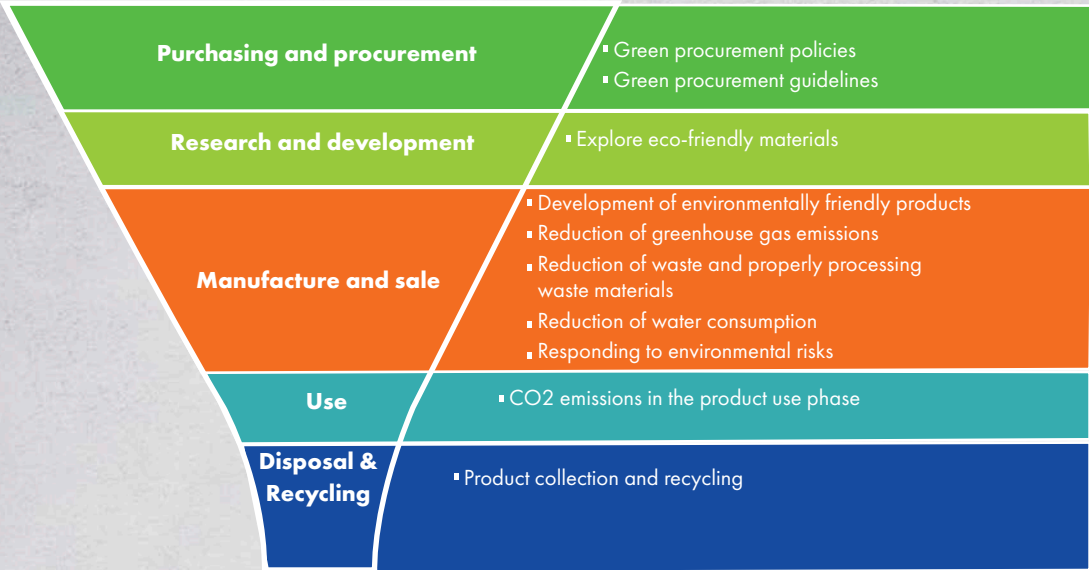 Purchasing and procurement
▪ Green procurement policies
▪ Green procurement guidelines
Research and development
▪ Explore eco-friendly materials
Manufacture and sale
▪ Development of environmentally friendly products
▪ Reduction of greenhouse gas emissions
▪ Reduction of waste and properly processing
waste materials
▪ Reduction of water consumption
▪ Responding to environmental risks
Use
▪ CO2 emissions in the product use phase
Disposal &
Recycling
▪ Product collection and recycling